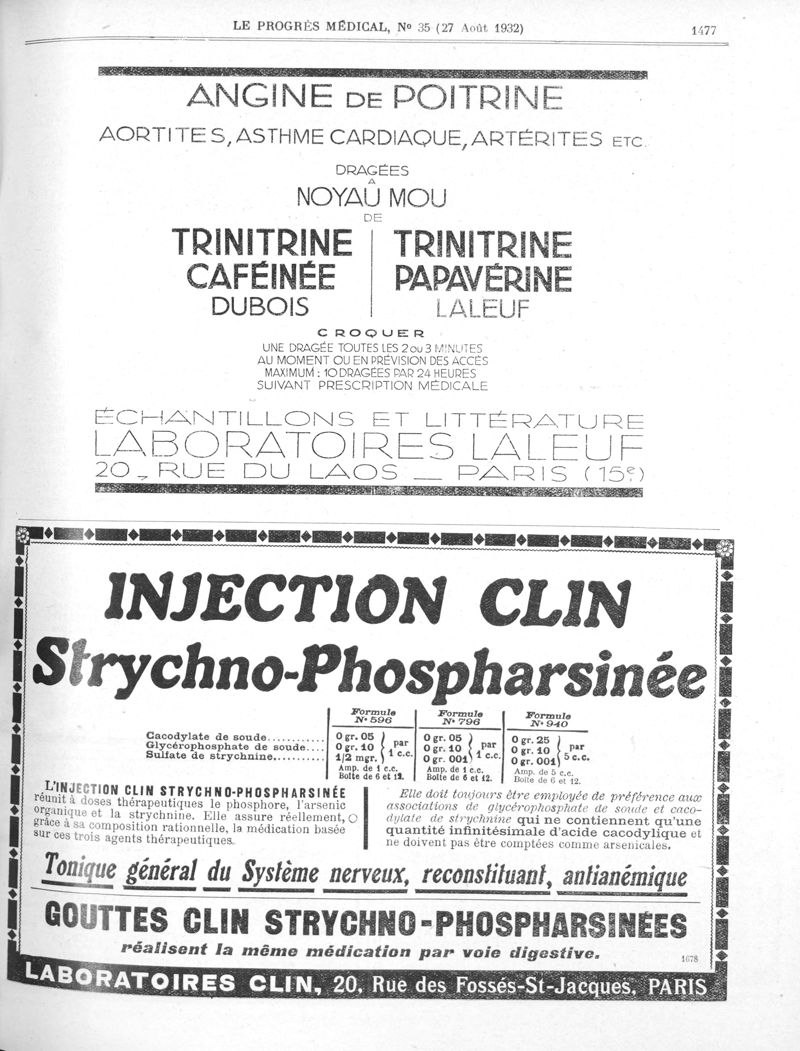 LE PROGRÈS MÉDICAL, No 35 (27 Août 1932)
1477
ANGINE DE POITRINE
AORTITES, ASTHME CARDIAQUE, ARTÉRITES ETC.
DRAGÉES
A
NOYAU MOU
DE
TRINITRINE
CAFÉINÉE
DUBOIS
TRINITRINE
PAPAVÉRINE
LALEUF
CROQUER
UNE DRAGÉE TOUTES LES 2 OU 3 MINUTES
AU MOMENT OU EN PRÉVISION DES ACCÈS
MAXIMUM : 10 DRAGÉES PAR 24 HEURES
SUIVANT PRESCRIPTION MÉDICALE
ÉCHANTILLONS ET LITTÉRATURE
LABORATOIRES LALEUF
20, RUE DU LAOS — PARIS (15e)
INJECTION CLIN
Strychno-Phospharsinée
Formule Formule Formule
No 596 No 796 No 940
Cacodylate de soude........... 0 gr. 05 0 gr. 05 0 gr. 25
Glycérophosphate de soude.... 0 gr. 10 par 1 c.c. 0 gr. 10 par 1 c.c. 0 gr. 10 par 5 c.c.
Sulfate de strychnine.......... 1/2 mgr. 0 gr. 001 0 gr. 001
Amp. de 1 c.c. Amp. de 1 c.c. Amp. de 5 c.c.
Boîte de 6 et 12. Boîte de 6 et 12. Boîte de 6 et 12.
L'INJECTION CLIN STRYCHNO-PHOSPHARSINÉE
réunit à doses thérapeutiques le phosphore, l'arsenic
organique et la strychnine. Elle assure réellement,
grâce à sa composition rationnelle, la médication basée
sur ces trois agents thérapeutiques.
Elle doit toujours être employée de préférence aux
associations de glycérophosphate de soude et caco-
dylate de strychnine qui ne contiennent qu'une
quantité infinitésimale d'acide cacodylique et
ne doivent pas être comptées comme arsenicales.
Tonique général du Système nerveux, reconstituant, antianémique
GOUTTES CLIN STRYCHNO-PHOSPHARSINÉES
réalisent la même médication par voie digestive.
1678
LABORATOIRES CLIN, 20, Rue des Fossés-St-Jacques, PARIS